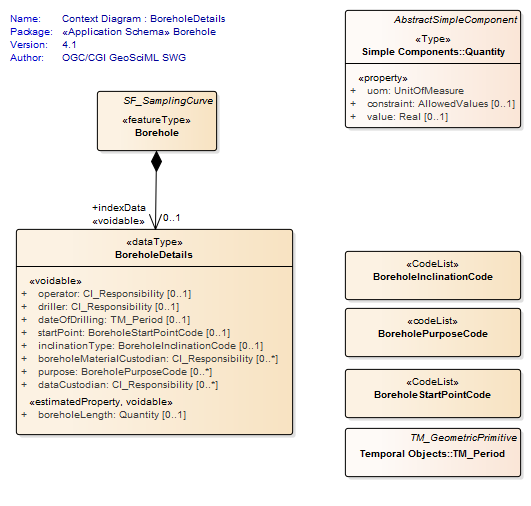 Name: Context Diagram : BoreholeDetails
Package: «Application Schema» Borehole
Version: 4.1
Author: OGC/CGI GeoSciML SWG
AbstractSimpleComponent
«Type»
Simple Components::Quantity
«property»
+ uom: UnitOfMeasure
+ constraint: AllowedValues [0..1]
+ value: Real [0..1]
SF_SamplingCurve
«featureType»
Borehole
+indexData
«voidable»
0..1
«dataType»
BoreholeDetails
«voidable»
+ operator: CI_Responsibility [0..1]
+ driller: CI_Responsibility [0..1]
+ dateOfDrilling: TM_Period [0..1]
+ startPoint: BoreholeStartPointCode [0..1]
+ inclinationType: BoreholeInclinationCode [0..1]
+ boreholeMaterialCustodian: CI_Responsibility [0..*]
+ purpose: BoreholePurposeCode [0..*]
+ dataCustodian: CI_Responsibility [0..*]
«estimatedProperty, voidable»
+ boreholeLength: Quantity [0..1]
«CodeList»
BoreholeInclinationCode
«codeList»
BoreholePurposeCode
«CodeList»
BoreholeStartPointCode
TM_GeometricPrimitive
Temporal Objects::TM_Period